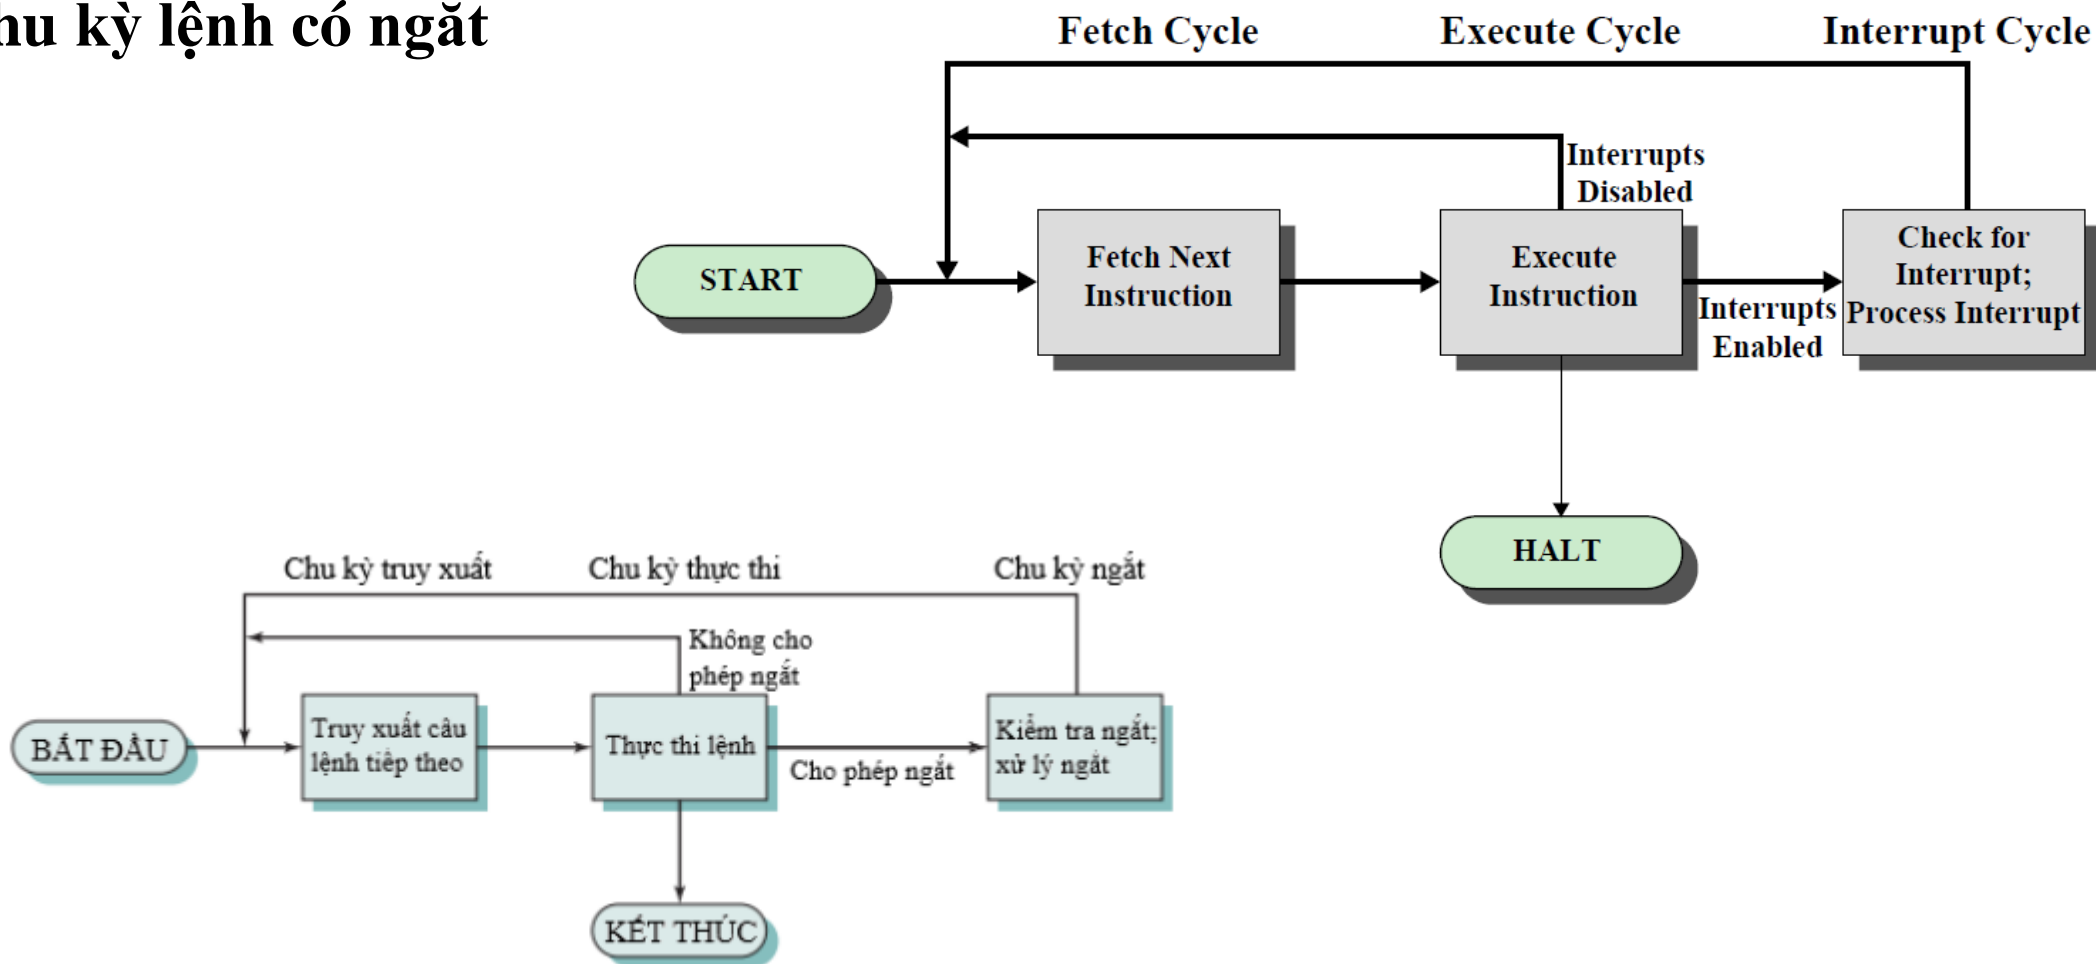 hu kỳ lệnh có ngắt
Fetch Cycle
Execute Cycle
Interrupt Cycle
Interrupts
Disabled
START
Fetch Next
Instruction
Execute
Instruction
Interrupts
Enabled
Check for
Interrupt;
Process Interrupt
HALT
Chu kỳ truy xuất
Chu kỳ thực thi
Chu kỳ ngắt
Không cho
phép ngắt
BẮT ĐẦU
Truy xuất câu
lệnh tiếp theo
Thực thi lệnh
Cho phép ngắt
Kiểm tra ngắt;
xử lý ngắt
KẾT THÚC